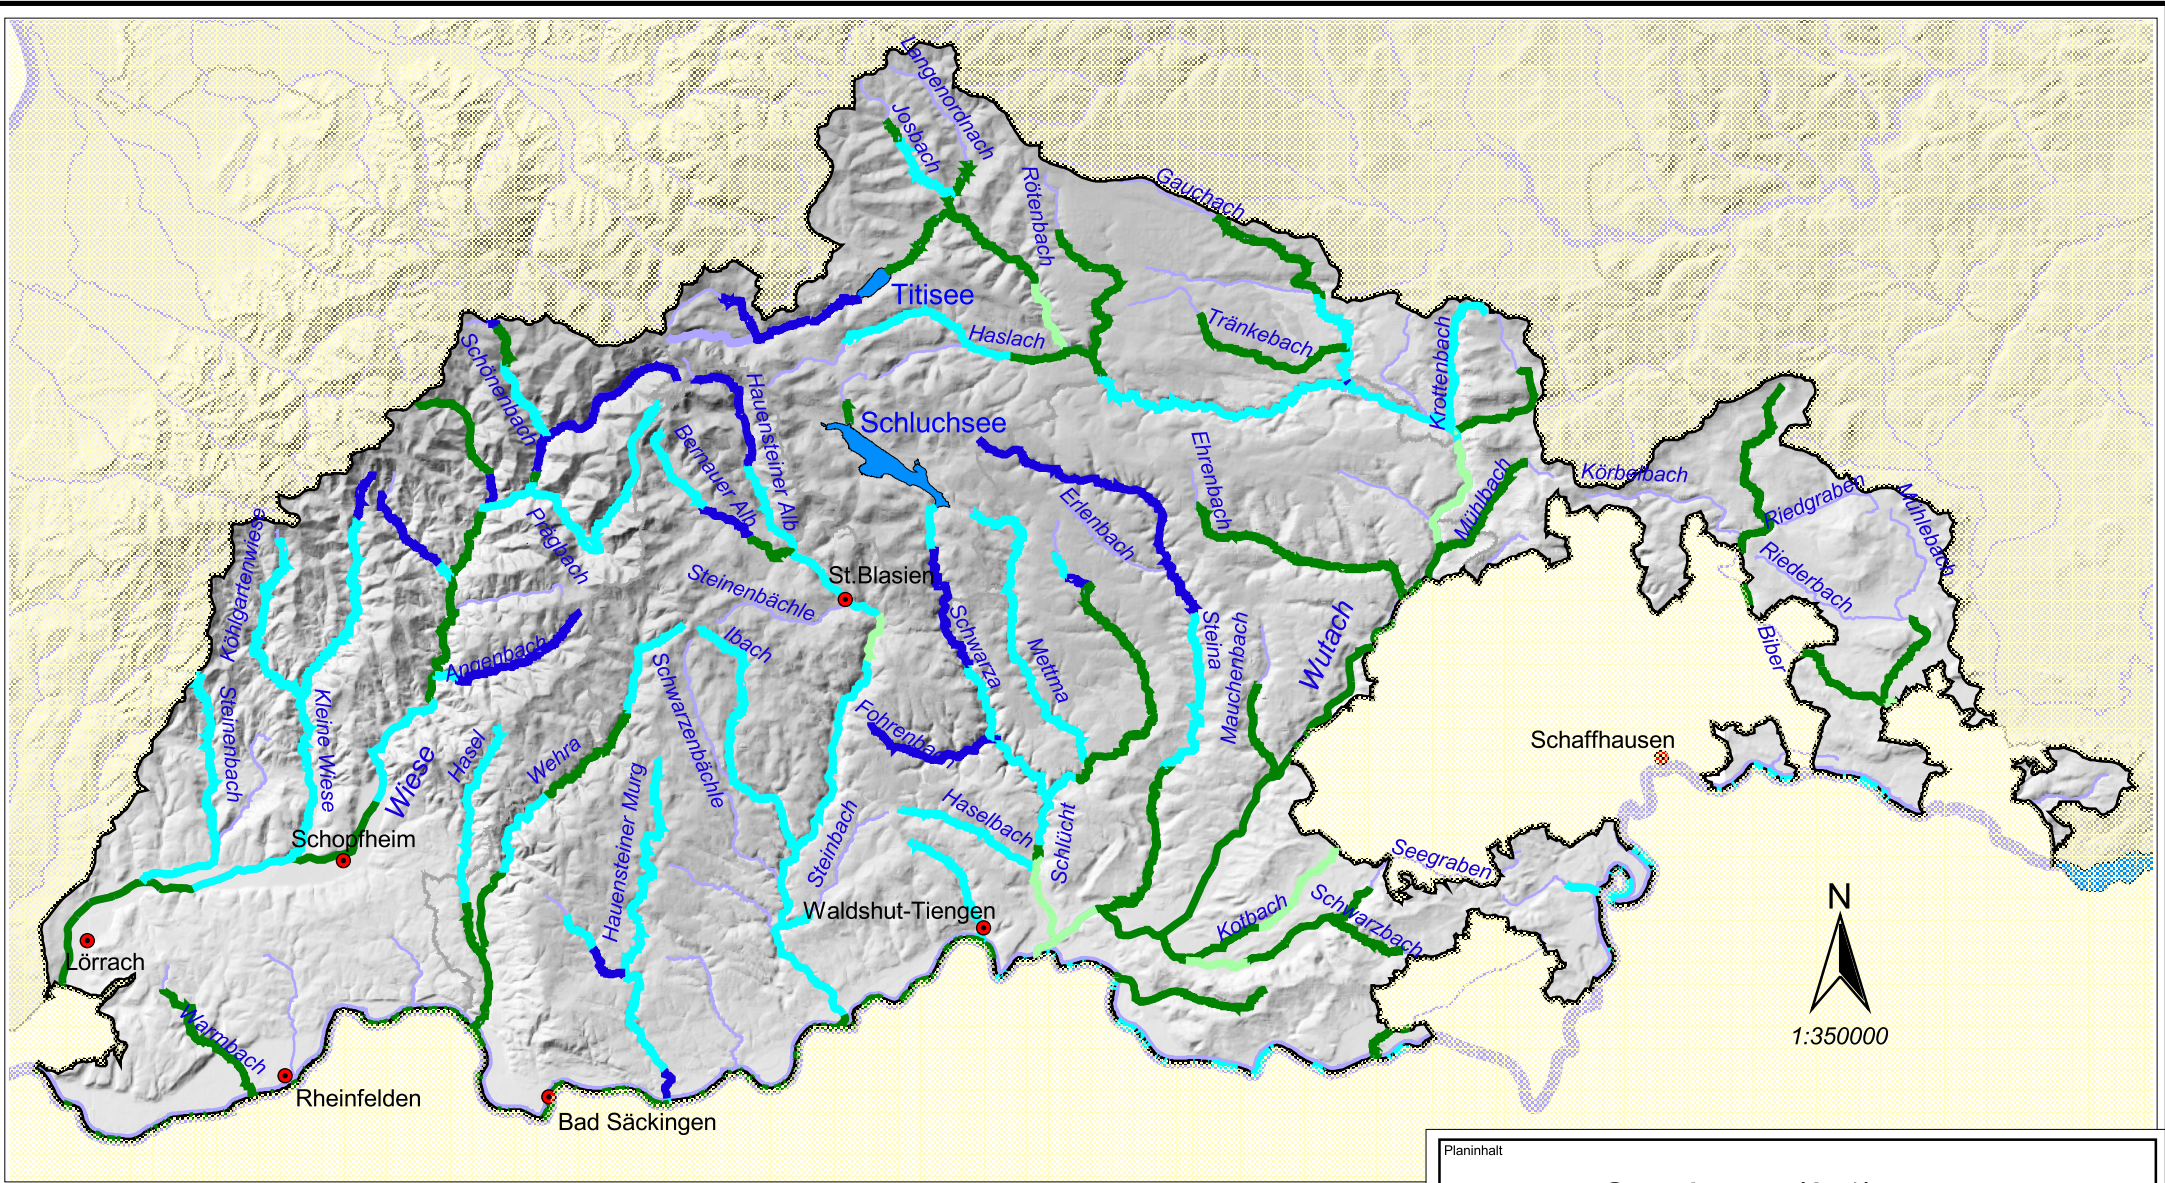 Langenordnach
Josbach
Rötenbach
Gauchach
Titisee
Haslach
Tränkebach
Krottenbach
Schönenbach
Hauensteiner Alb
Schluchsee
Bernauer Alb
Ehrenbach
Mühlbach
Körbelbach
Riedgraben
Mühlebach
Erlenbach
Köhlgartenwiese
Prägbach
Riederbach
St.Blasien
Steinenbächle
Schwarza
Steina
Mauchenbach
Wutach
Biber
Ibach
Angenbach
Mettma
Schwarzenbächle
Steinenbach
Kleine Wiese
Wiese
Hasel
Wehra
Fohrenbach
Schaffhausen
Hauensteiner Murg
Steinbach
Haselbach
Schlücht
Schopfheim
Seegraben
Waldshut-Tiengen
Kotbach
Schwarzbach
N
Lörrach
Warmbach
1:350000
Rheinfelden
Bad Säckingen
Planinhalt